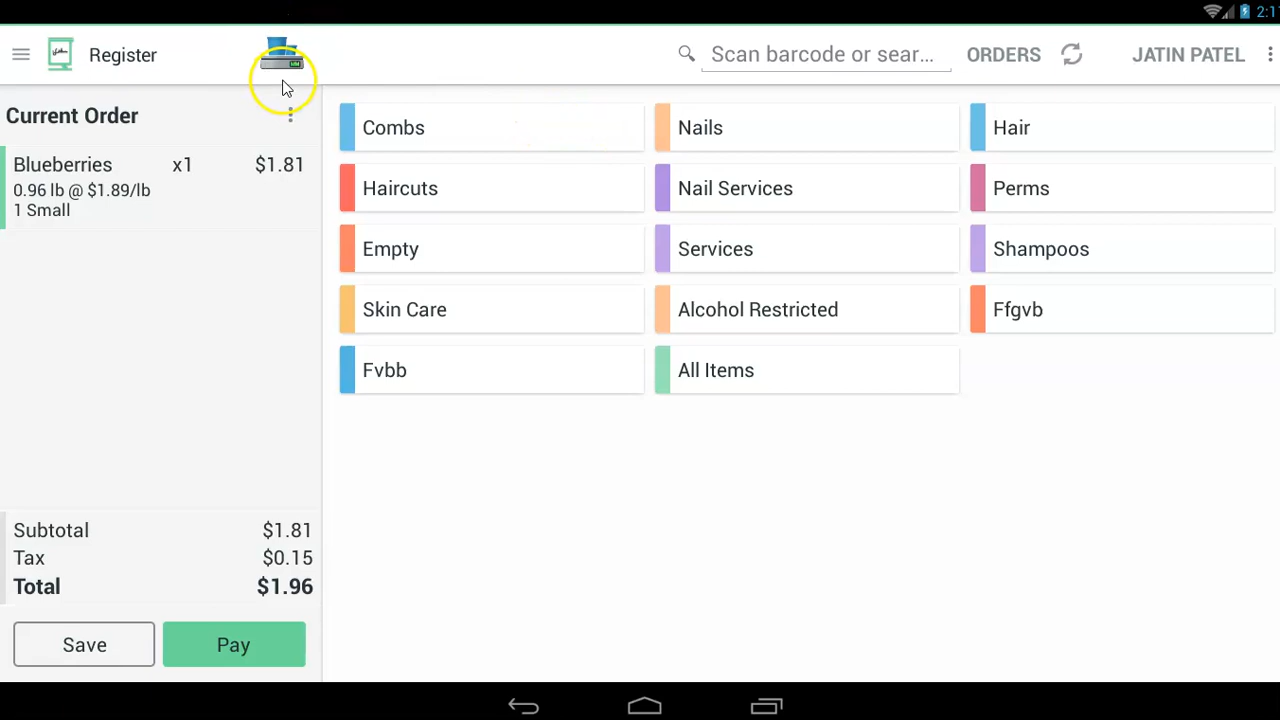 2:1
Register
Scan barcode or sear...
ORDERS
JATIN PATEL
Current Order
Blueberries x1 $1.81
0.96 lb @ $1.89/lb
1 Small
Combs
Nails
Hair
Haircuts
Nail Services
Perms
Empty
Services
Shampoos
Skin Care
Alcohol Restricted
Ffgvb
Fvbb
All Items
Subtotal $1.81
Tax $0.15
Total $1.96
Save
Pay